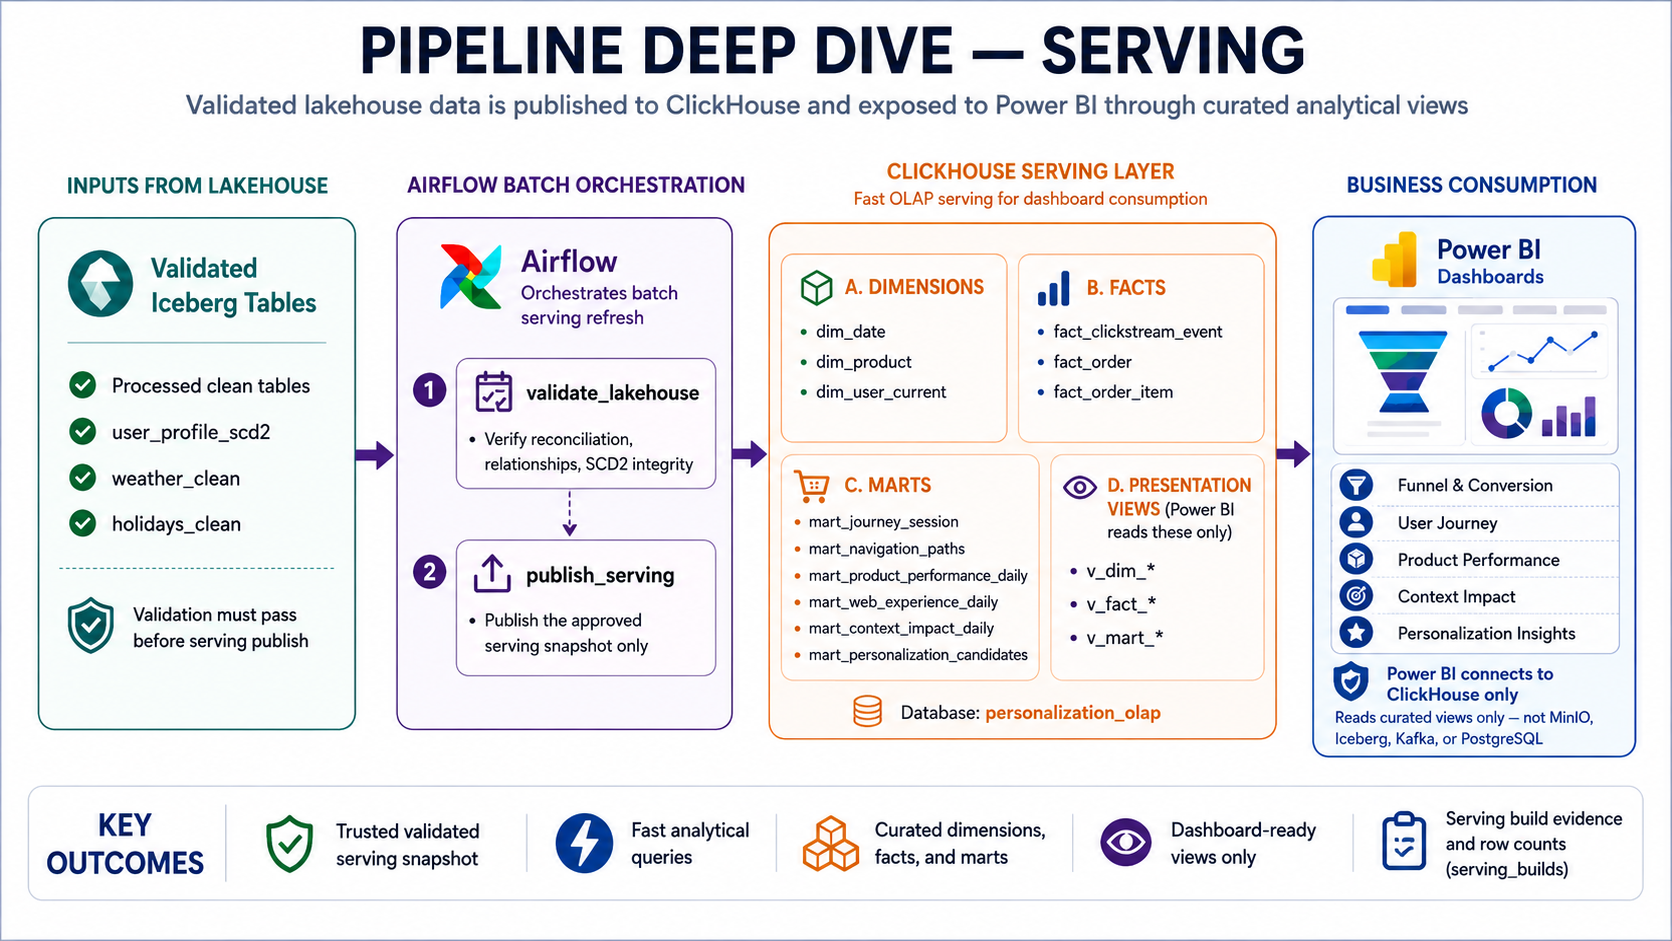 PIPELINE DEEP DIVE — SERVING
Validated lakehouse data is published to ClickHouse and exposed to Power BI through curated analytical views
INPUTS FROM LAKEHOUSE
Validated
Iceberg Tables
Processed clean tables
user_profile_scd2
weather_clean
holidays_clean
Validation must pass
before serving publish
AIRFLOW BATCH ORCHESTRATION
Airflow
Orchestrates batch
serving refresh
1
validate_lakehouse
• Verify reconciliation,
relationships, SCD2 integrity
2
publish_serving
• Publish the approved
serving snapshot only
CLICKHOUSE SERVING LAYER
Fast OLAP serving for dashboard consumption
A. DIMENSIONS
• dim_date
• dim_product
• dim_user_current
B. FACTS
• fact_clickstream_event
• fact_order
• fact_order_item
C. MARTS
• mart_journey_session
• mart_navigation_paths
• mart_product_performance_daily
• mart_web_experience_daily
• mart_context_impact_daily
• mart_personalization_candidates
D. PRESENTATION
VIEWS (Power BI
reads these only)
• v_dim_*
• v_fact_*
• v_mart_*
Database: personalization_olap
BUSINESS CONSUMPTION
Power BI
Dashboards
Funnel & Conversion
User Journey
Product Performance
Context Impact
Personalization Insights
Power BI connects to
ClickHouse only
Reads curated views only — not MinIO,
Iceberg, Kafka, or PostgreSQL
KEY
OUTCOMES
Trusted validated
serving snapshot
Fast analytical
queries
Curated dimensions,
facts, and marts
Dashboard-ready
views only
Serving build evidence
and row counts
(serving_builds)